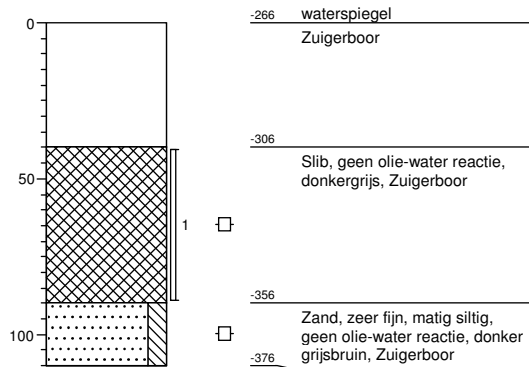 0
-266 waterspiegel
Zuigerboor
-306
Slib, geen olie-water reactie,
donkergrijs, Zuigerboor
50
1
-356
Zand, zeer fijn, matig siltig,
geen olie-water reactie, donker
grijsbruin, Zuigerboor
100
-376